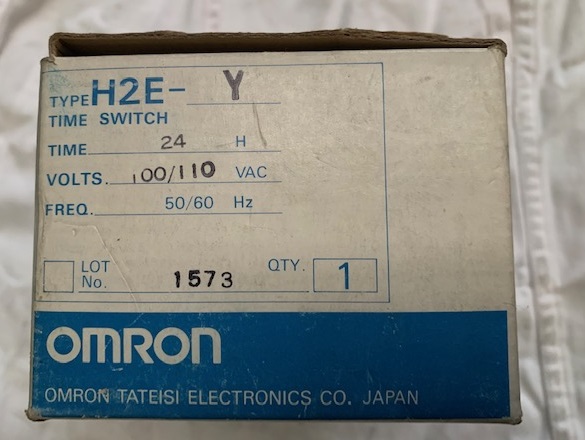 TYPE H2E- Y
TIME SWITCH
TIME 24 H
VOLTS. 100/110 VAC
FREQ. 50/60 Hz
LOT No. 1573 QTY. 1
OMRON
OMRON TATEISI ELECTRONICS CO. JAPAN